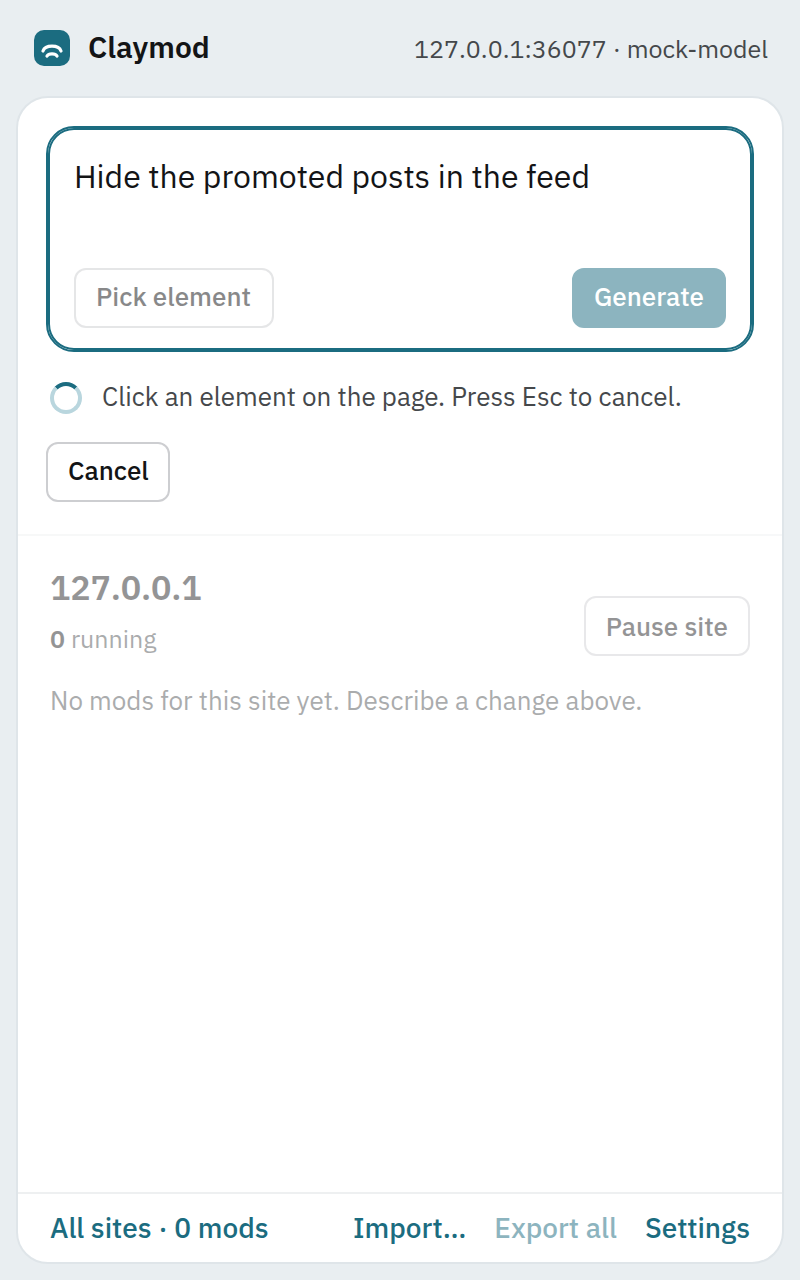 Claymod
127.0.0.1:36077 · mock-model
Hide the promoted posts in the feed
Pick element
Generate
Click an element on the page. Press Esc to cancel.
Cancel
127.0.0.1
0 running
Pause site
No mods for this site yet. Describe a change above.
All sites · 0 mods
Import...
Export all
Settings